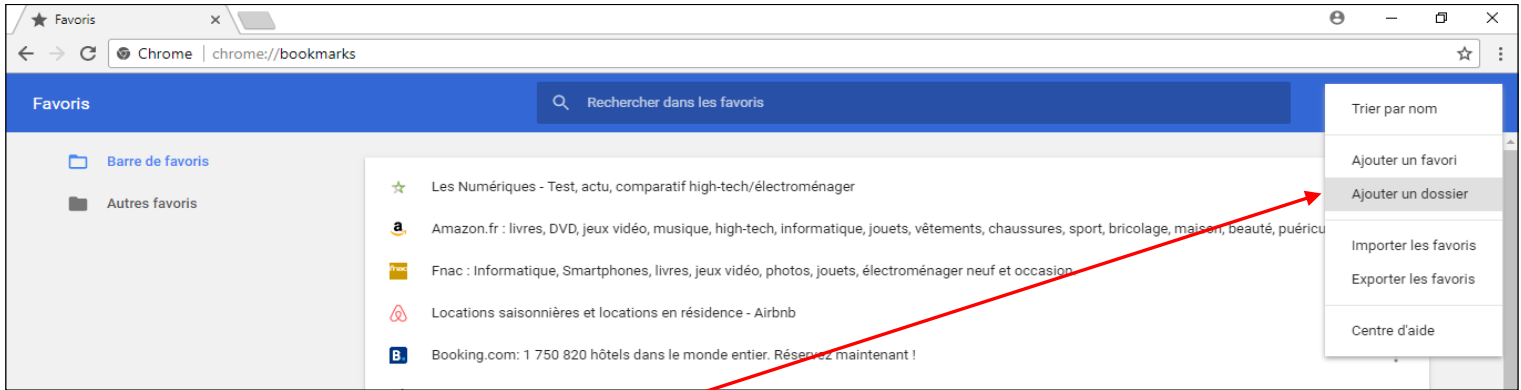 Favoris
Chrome | chrome://bookmarks
Favoris
Rechercher dans les favoris
Barre de favoris
Autres favoris
Les Numériques - Test, actu, comparatif high-tech/électroménager
a
Amazon.fr : livres, DVD, jeux vidéo, musique, high-tech, informatique, jouets, vêtements, chaussures, sport, bricolage, maison, beauté, puéricu
fnac
Fnac : Informatique, Smartphones, livres, jeux vidéo, photos, jouets, électroménager neuf et occasion
Locations saisonnières et locations en résidence - Airbnb
B.
Booking.com: 1 750 820 hôtels dans le monde entier. Réservez maintenant !
Trier par nom
Ajouter un favori
Ajouter un dossier
Importer les favoris
Exporter les favoris
Centre d'aide